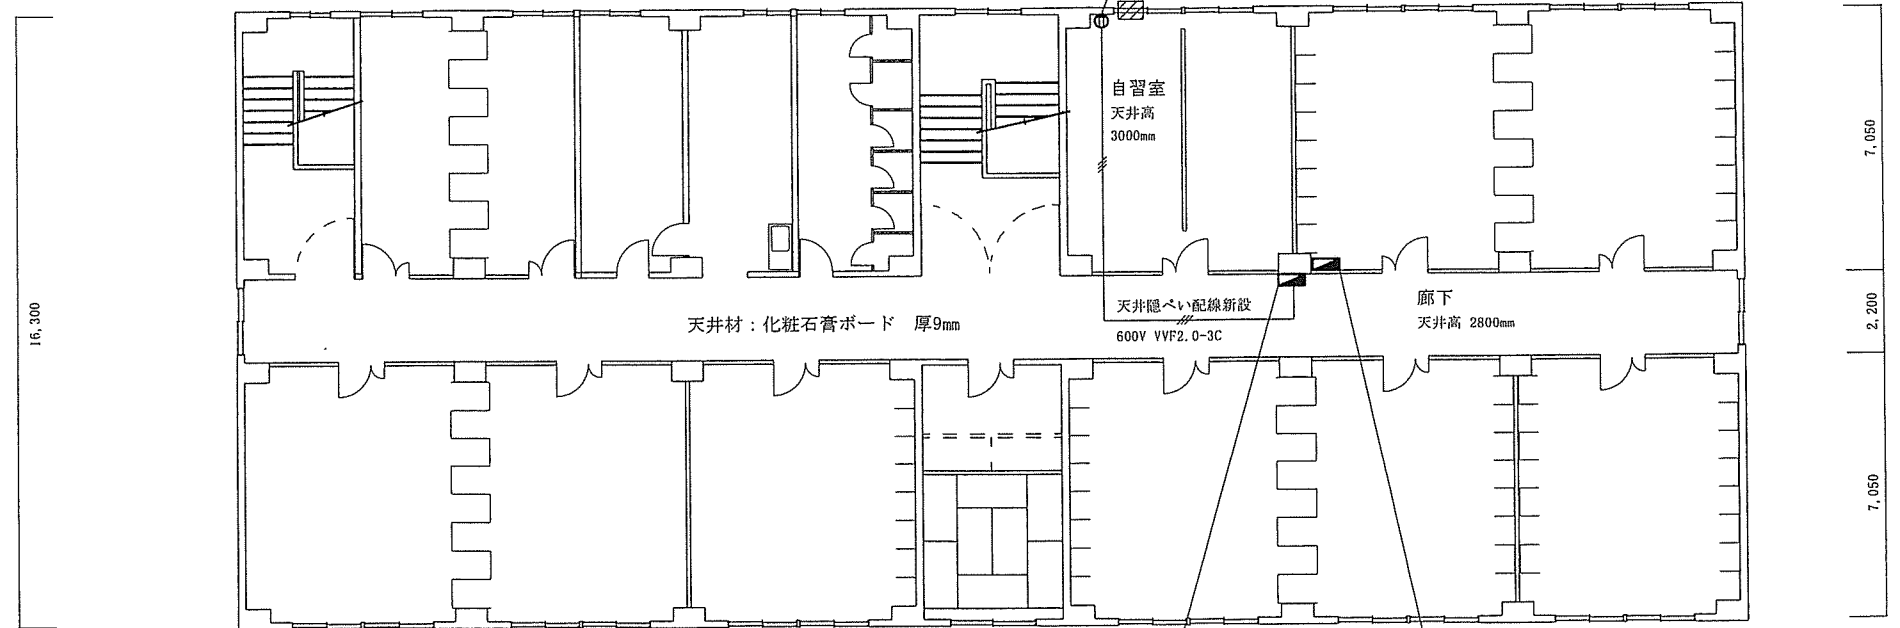 自習室
天井高
3000mm
天井隠ぺい配線新設
600V VVF2.0-3C
天井材：化粧石膏ボード　厚9mm
廊下
天井高 2800mm
16,300
7,050
2,200
7,050